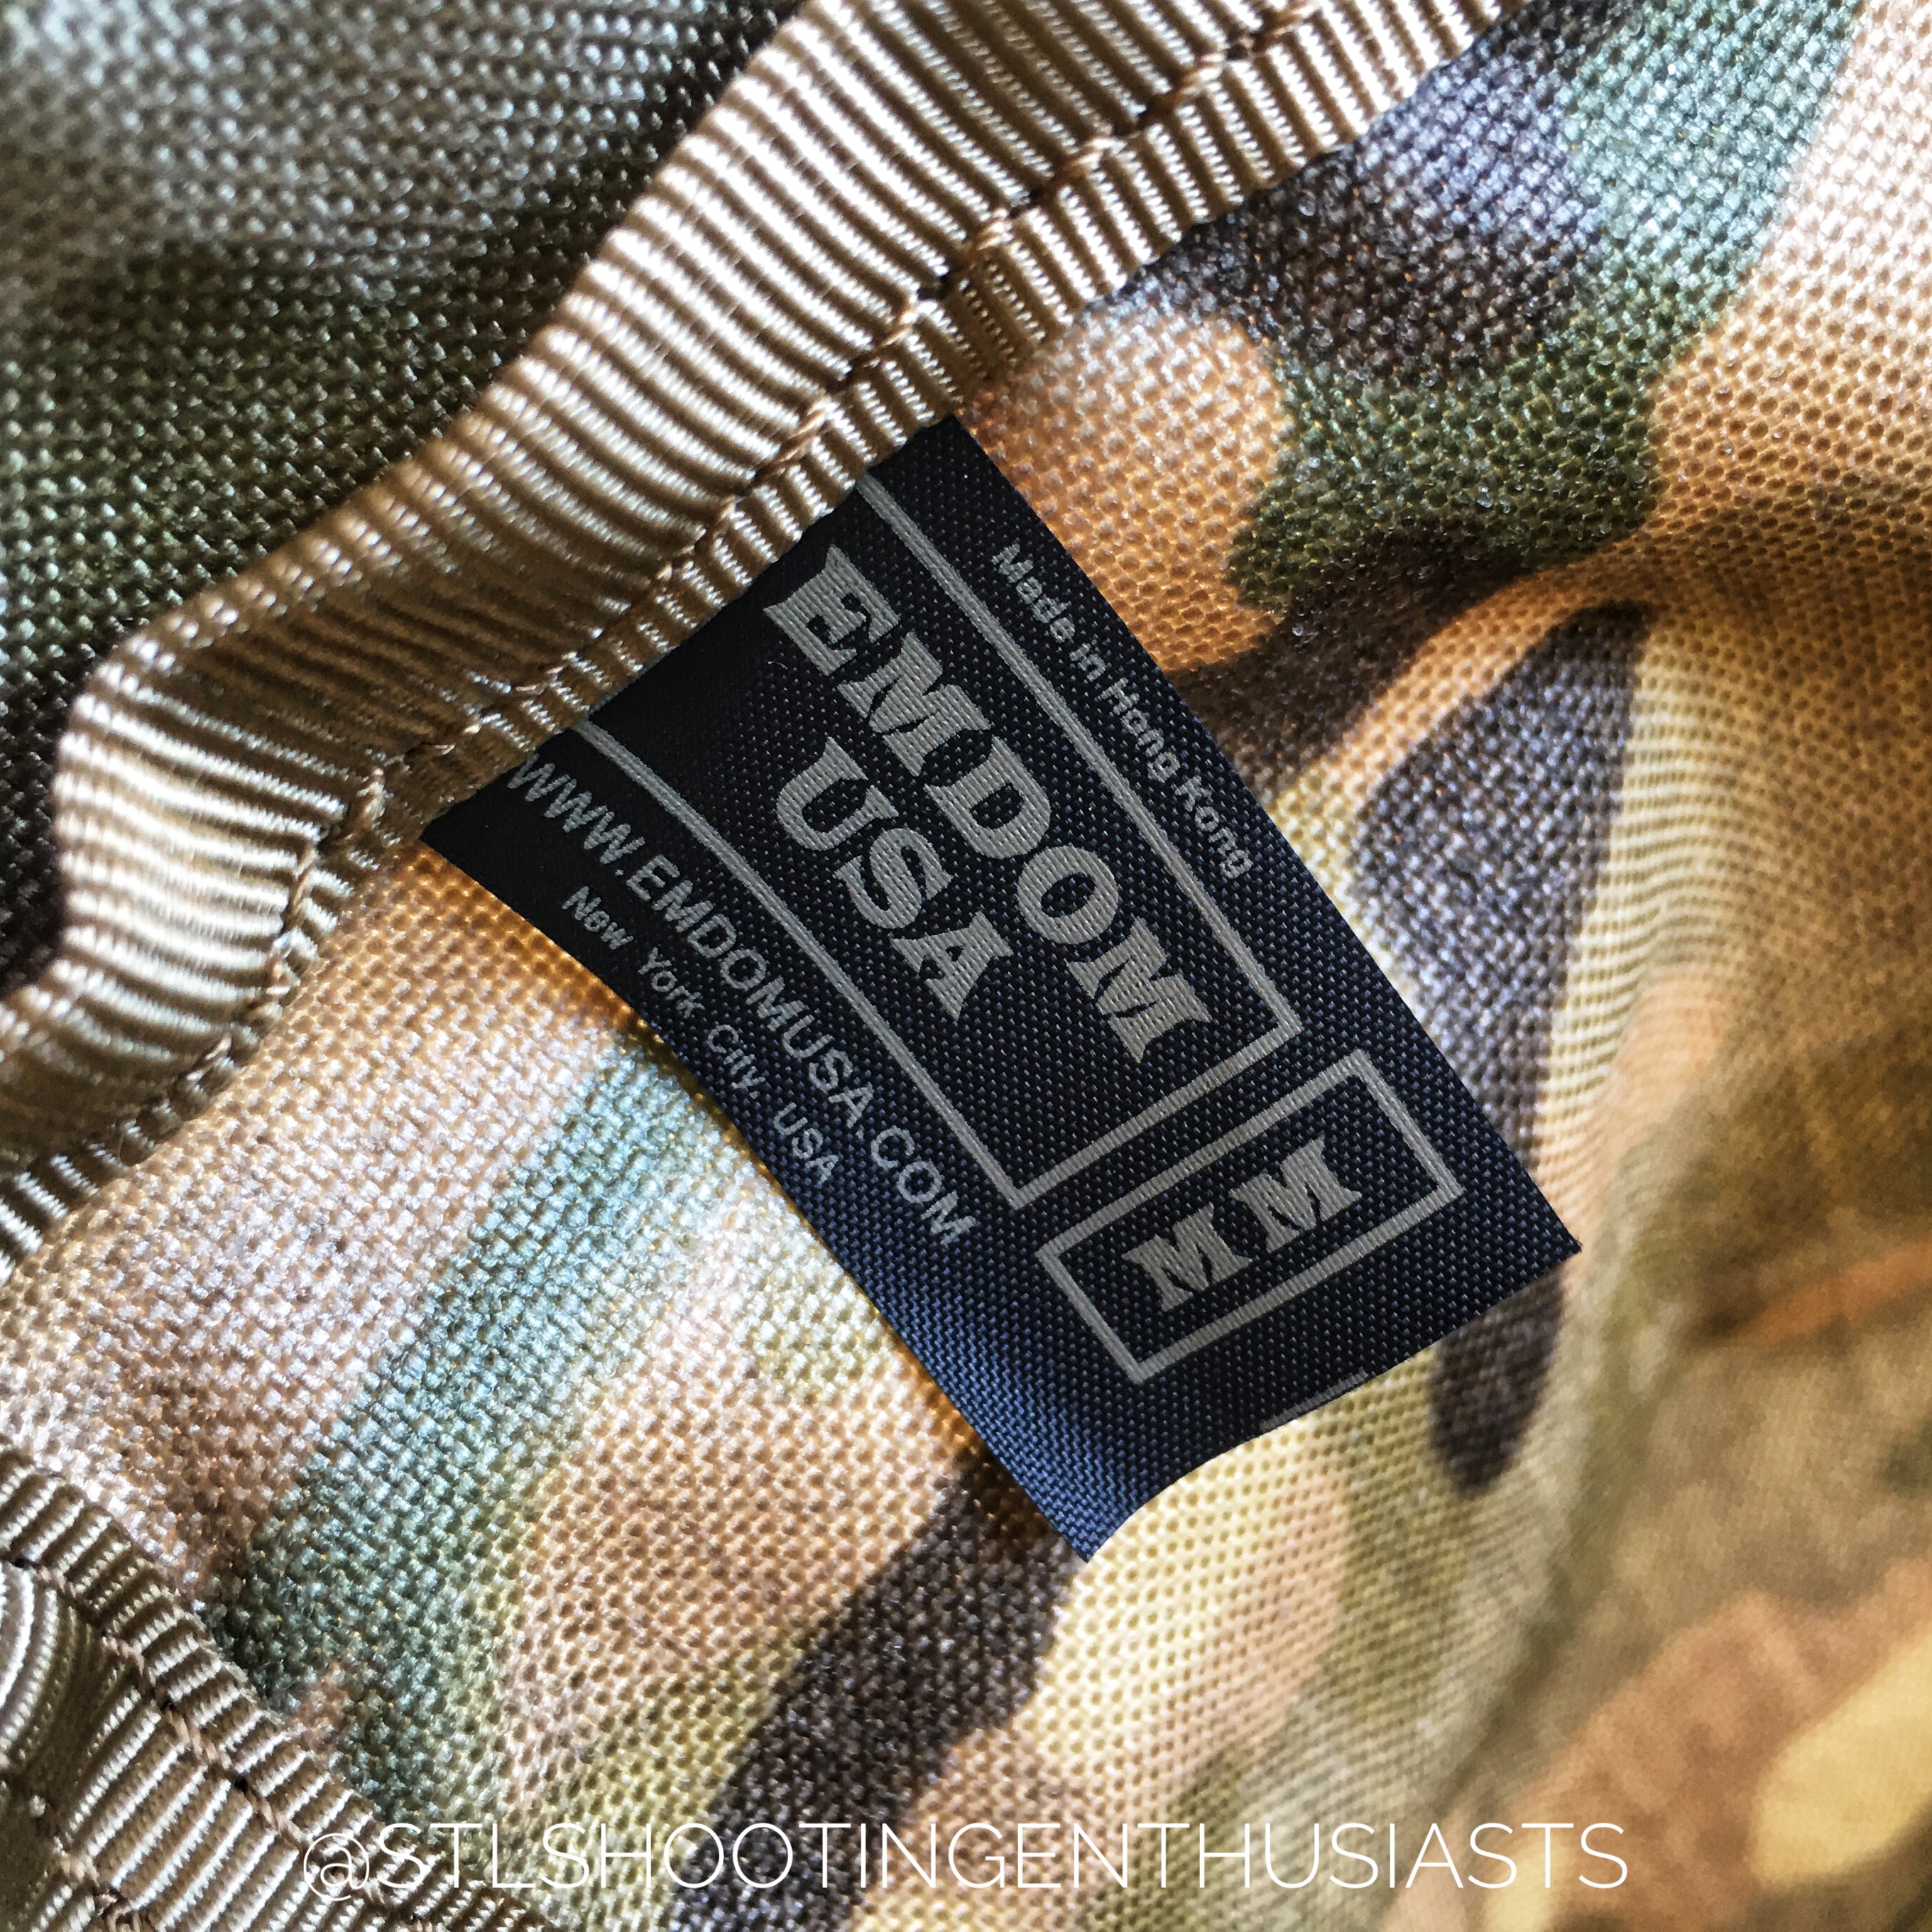 Made in Hong Kong
EMDOM
USA
WWW.EMDOMUSA.COM
New York City, USA
MM
@STLSHOOTINGENTHUSIASTS